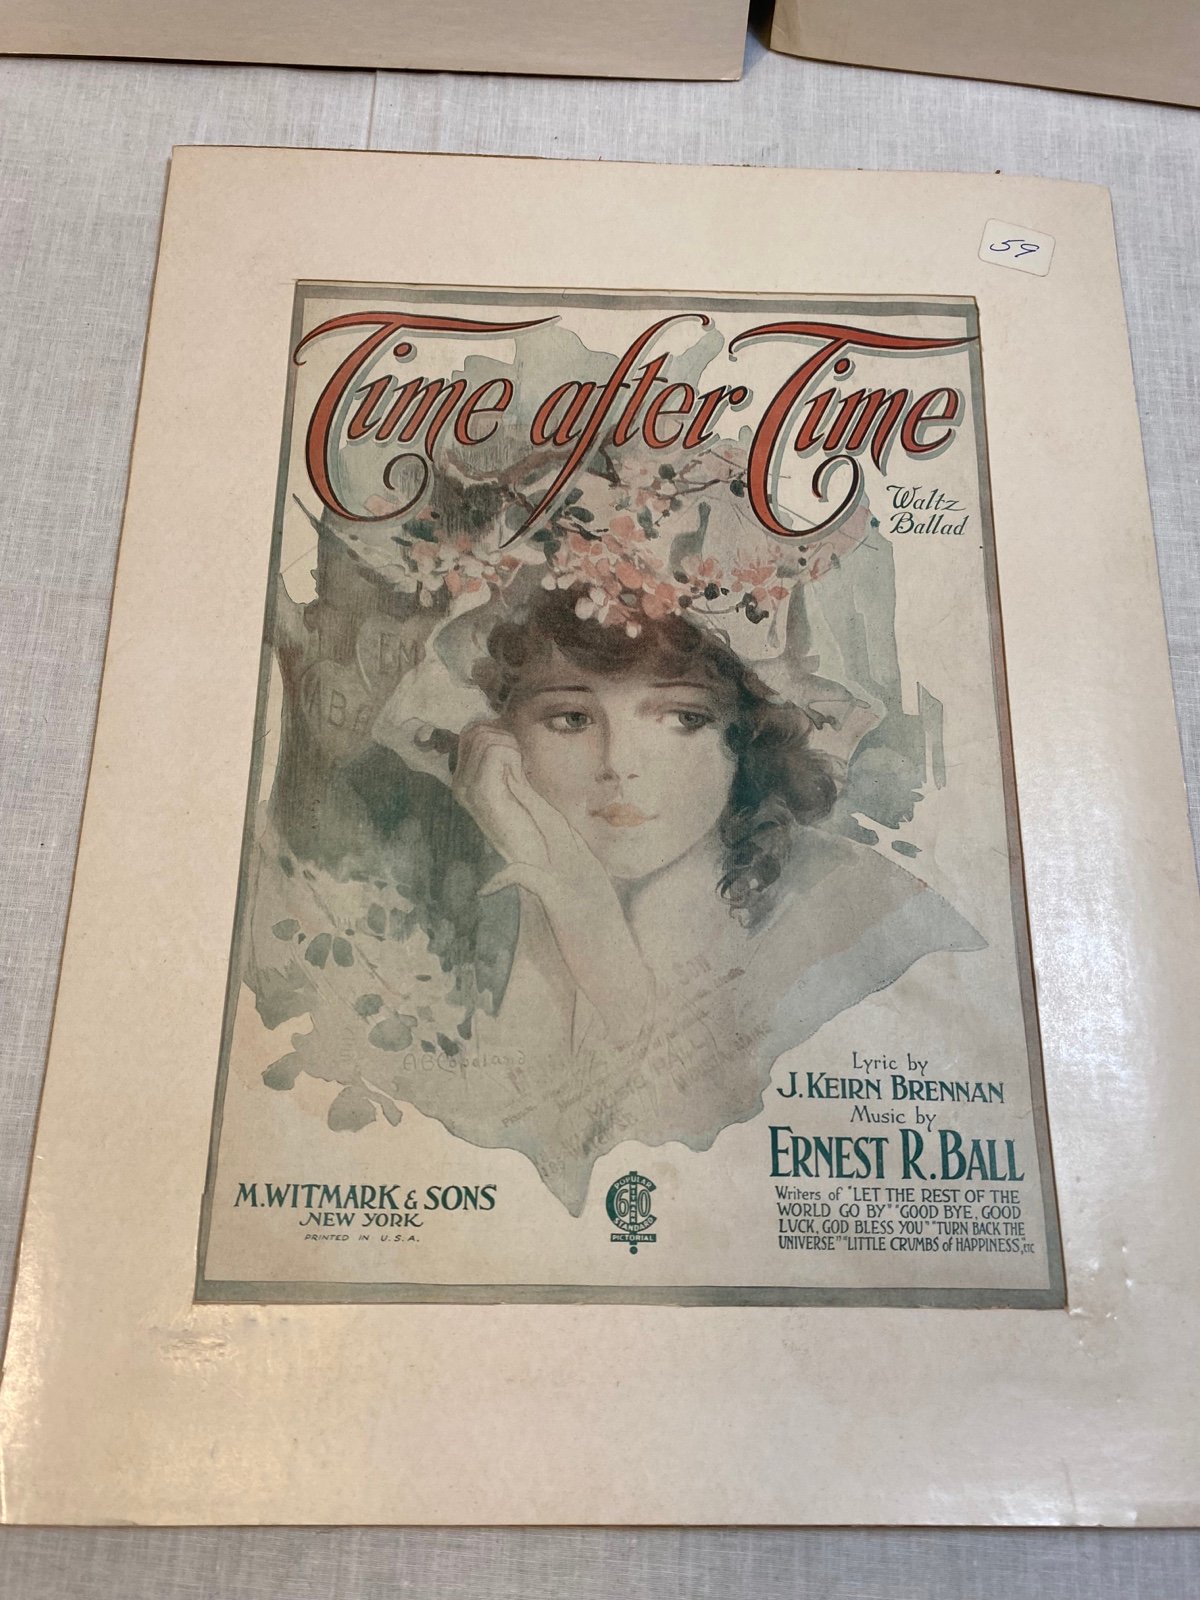 59
Time after Time
Waltz
Ballad
EM
ABCopeland
Lyric by
J. KEIRN BRENNAN
Music by
ERNEST R. BALL
Writers of "LET THE REST OF THE
WORLD GO BY" "GOOD BYE, GOOD
LUCK, GOD BLESS YOU" "TURN BACK THE
UNIVERSE" "LITTLE CRUMBS of HAPPINESS," ETC
M. WITMARK & SONS
NEW YORK
PRINTED IN U.S.A.
POPULAR
60
STANDARD
PICTORIAL